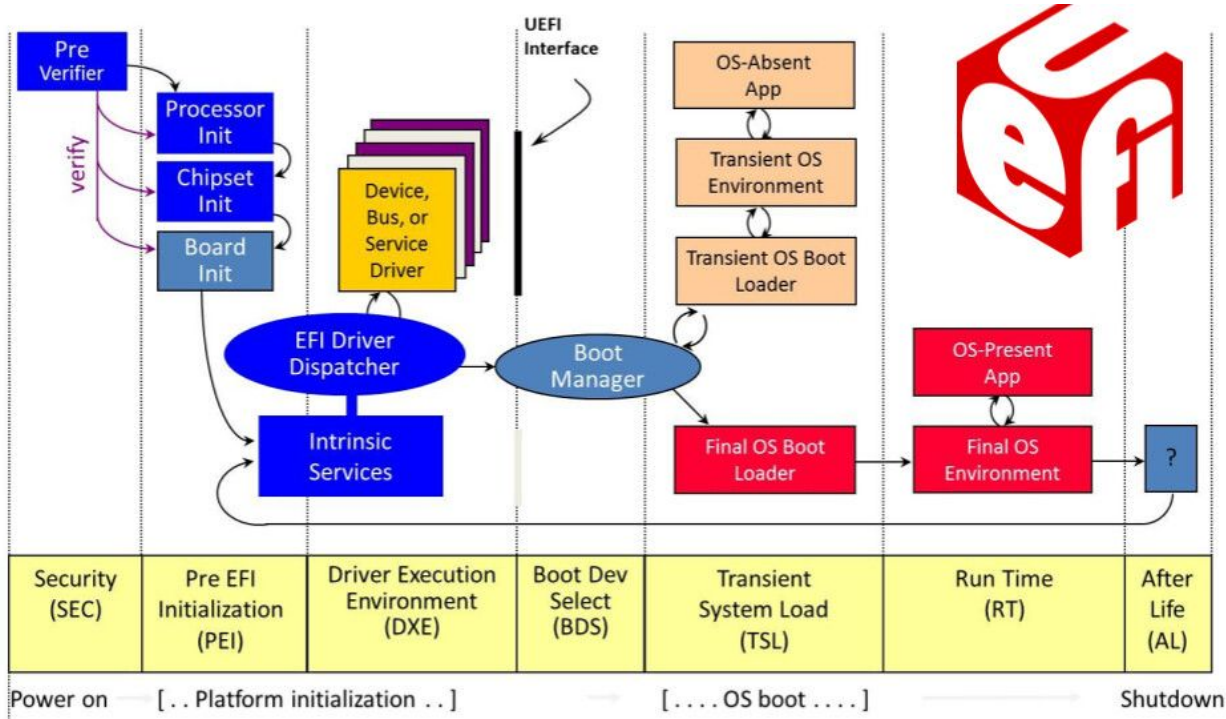 UEFI
Interface
Pre
Verifier
verify
Processor
Init
Chipset
Init
Board
Init
Device,
Bus, or
Service
Driver
EFI Driver
Dispatcher
Intrinsic
Services
Boot
Manager
OS-Absent
App
Transient OS
Environment
Transient OS Boot
Loader
Final OS Boot
Loader
OS-Present
App
Final OS
Environment
?
UEFI
Security
(SEC)
Pre EFI
Initialization
(PEI)
Driver Execution
Environment
(DXE)
Boot Dev
Select
(BDS)
Transient
System Load
(TSL)
Run Time
(RT)
After
Life
(AL)
Power on
[ . . Platform initialization . . ]
[ . . . . OS boot . . . . ]
Shutdown